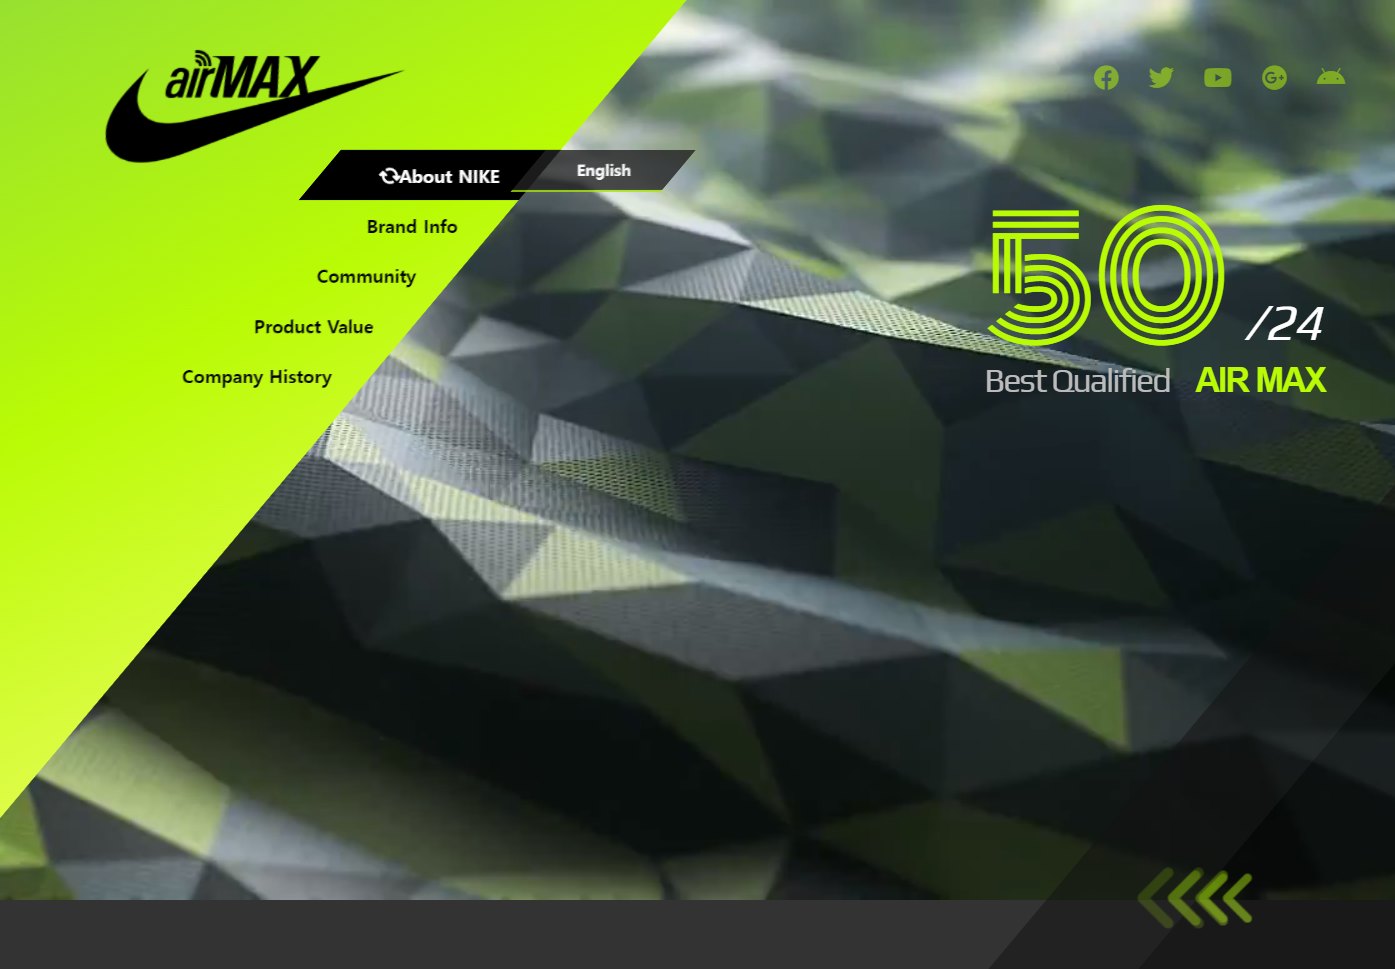 airMAX
About NIKE
English
Brand Info
Community
Product Value
Company History
50 /24
Best Qualified AIR MAX